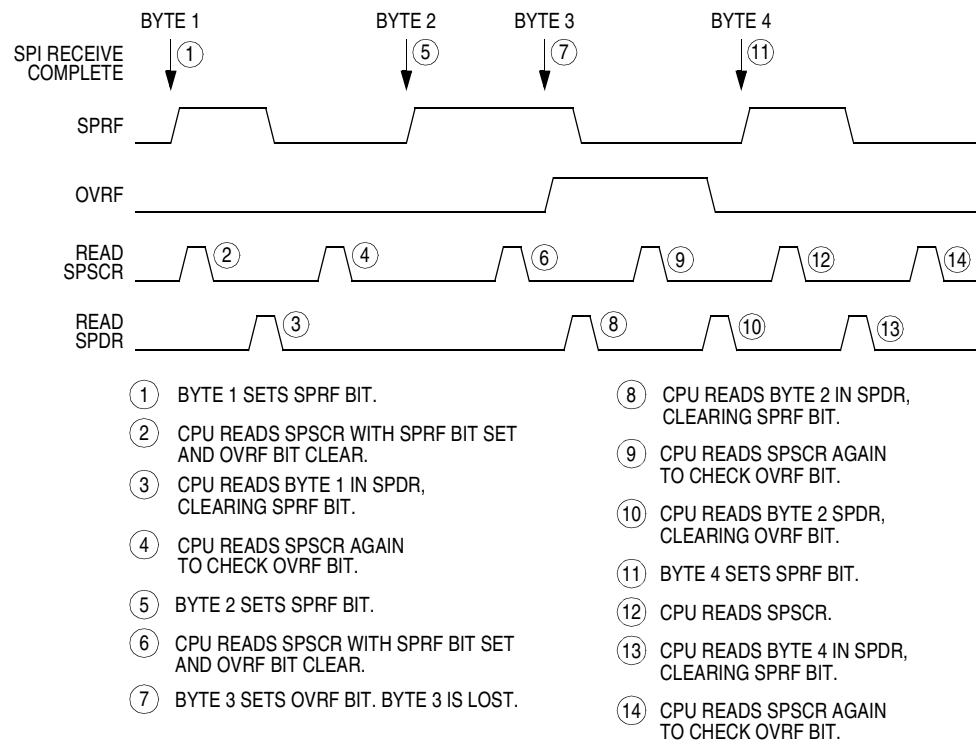 BYTE 1 BYTE 2 BYTE 3 BYTE 4
SPI RECEIVE
COMPLETE
1 5 7 11
SPRF
OVRF
READ
SPSCR
2 4 6 9 12 14
READ
SPDR
3 8 10 13
1 BYTE 1 SETS SPRF BIT.
2 CPU READS SPSCR WITH SPRF BIT SET
AND OVRF BIT CLEAR.
3 CPU READS BYTE 1 IN SPDR,
CLEARING SPRF BIT.
4 CPU READS SPSCR AGAIN
TO CHECK OVRF BIT.
5 BYTE 2 SETS SPRF BIT.
6 CPU READS SPSCR WITH SPRF BIT SET
AND OVRF BIT CLEAR.
7 BYTE 3 SETS OVRF BIT. BYTE 3 IS LOST.
8 CPU READS BYTE 2 IN SPDR,
CLEARING SPRF BIT.
9 CPU READS SPSCR AGAIN
TO CHECK OVRF BIT.
10 CPU READS BYTE 2 SPDR,
CLEARING OVRF BIT.
11 BYTE 4 SETS SPRF BIT.
12 CPU READS SPSCR.
13 CPU READS BYTE 4 IN SPDR,
CLEARING SPRF BIT.
14 CPU READS SPSCR AGAIN
TO CHECK OVRF BIT.